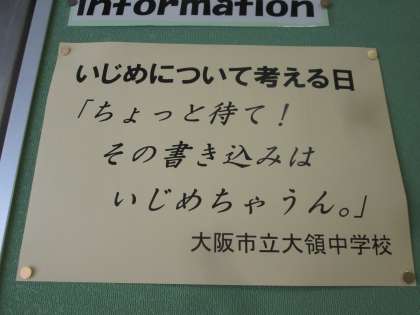 Information
いじめについて考える日
「ちょっと待て！
その書き込みは
いじめちゃうん。」
大阪市立大領中学校